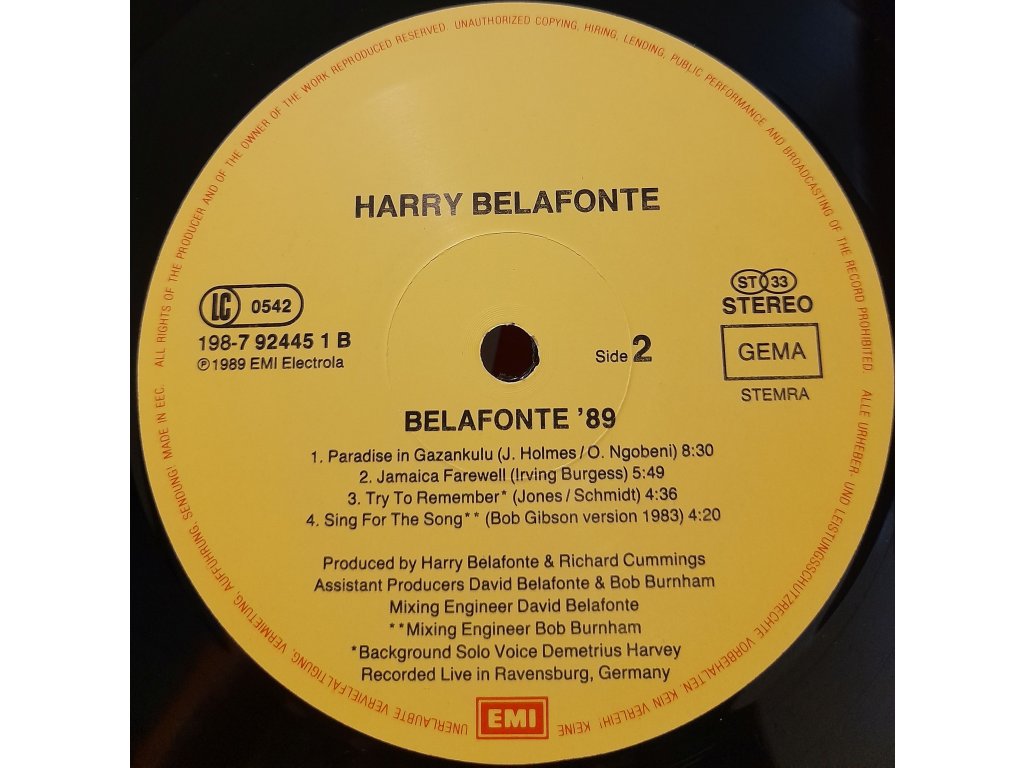 ALL RIGHTS OF THE PRODUCER AND OF THE OWNER OF THE WORK REPRODUCED RESERVED. UNAUTHORIZED COPYING, HIRING, LENDING, PUBLIC PERFORMANCE AND BROADCASTING OF THE RECORD PROHIBITED.
HARRY BELAFONTE
LC 0542
198-7 92445 1 B
℗ 1989 EMI Electrola
Side 2
ST 33
STEREO
GEMA
STEMRA
BELAFONTE '89
1. Paradise in Gazankulu (J. Holmes / O. Ngobeni) 8:30
2. Jamaica Farewell (Irving Burgess) 5:49
3. Try To Remember* (Jones / Schmidt) 4:36
4. Sing For The Song** (Bob Gibson version 1983) 4:20
Produced by Harry Belafonte & Richard Cummings
Assistant Producers David Belafonte & Bob Burnham
Mixing Engineer David Belafonte
**Mixing Engineer Bob Burnham
*Background Solo Voice Demetrius Harvey
Recorded Live in Ravensburg, Germany
EMI
ALLE URHEBER- UND LEISTUNGSSCHUTZRECHTE VORBEHALTEN. KEIN VERLEIH! KEINE UNERLAUBTE VERVIELFÄLTIGUNG, VERMIETUNG, AUFFÜHRUNG, SENDUNG! MADE IN EEC.